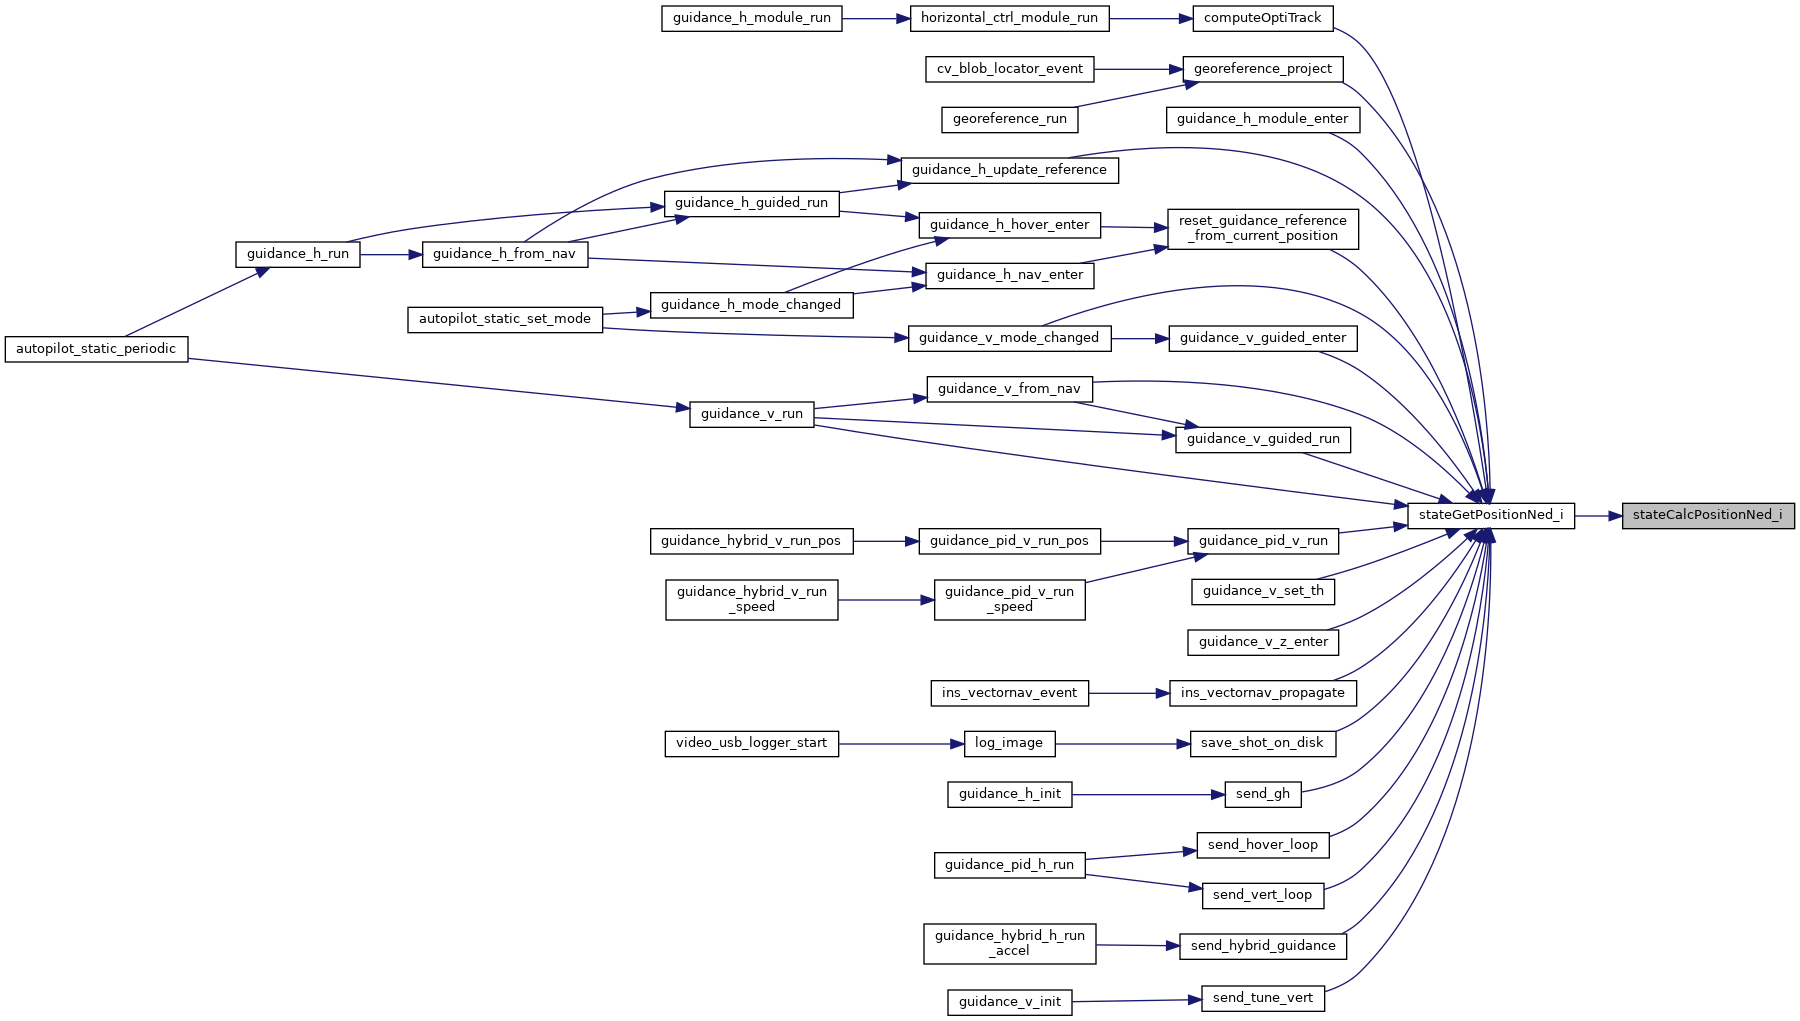 guidance_h_module_run
horizontal_ctrl_module_run
computeOptiTrack
cv_blob_locator_event
georeference_project
georeference_run
guidance_h_module_enter
guidance_h_update_reference
guidance_h_guided_run
guidance_h_hover_enter
reset_guidance_reference
_from_current_position
guidance_h_run
guidance_h_from_nav
guidance_h_nav_enter
guidance_h_mode_changed
autopilot_static_set_mode
guidance_v_mode_changed
guidance_v_guided_enter
autopilot_static_periodic
guidance_v_from_nav
guidance_v_run
guidance_v_guided_run
stateGetPositionNed_i
stateCalcPositionNed_i
guidance_hybrid_v_run_pos
guidance_pid_v_run_pos
guidance_pid_v_run
guidance_hybrid_v_run
_speed
guidance_pid_v_run
_speed
guidance_v_set_th
guidance_v_z_enter
ins_vectornav_event
ins_vectornav_propagate
video_usb_logger_start
log_image
save_shot_on_disk
guidance_h_init
send_gh
send_hover_loop
guidance_pid_h_run
send_vert_loop
guidance_hybrid_h_run
_accel
send_hybrid_guidance
guidance_v_init
send_tune_vert